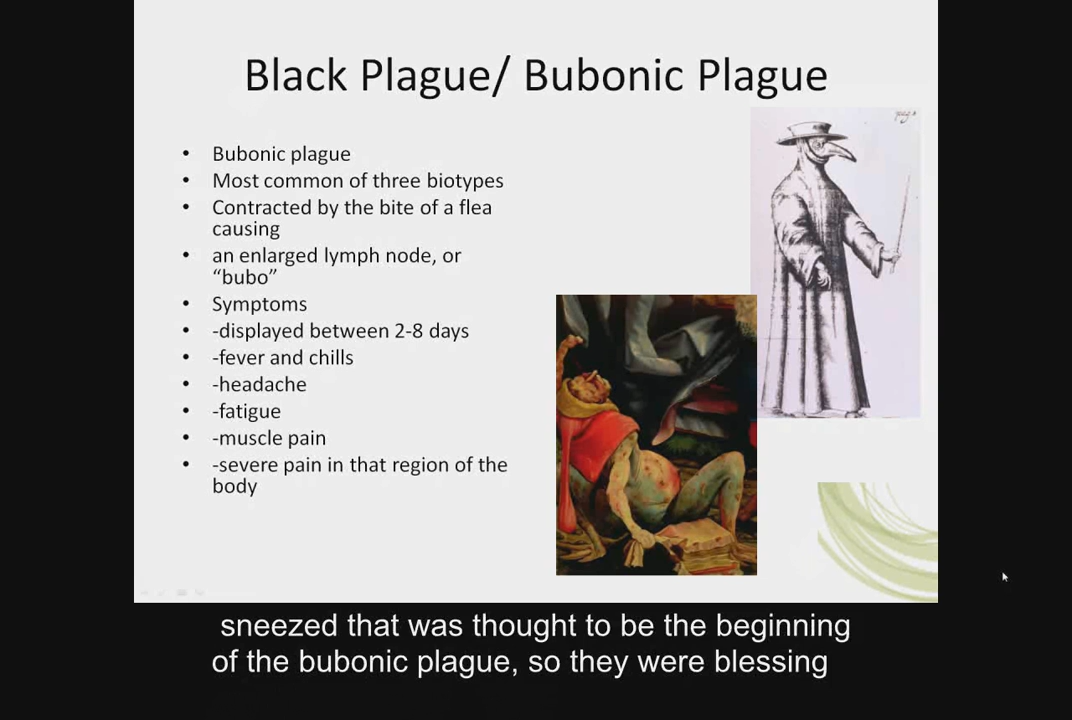 Black Plague/ Bubonic Plague
• Bubonic plague
• Most common of three biotypes
• Contracted by the bite of a flea
causing
• an enlarged lymph node, or
“bubo”
• Symptoms
• -displayed between 2-8 days
• -fever and chills
• -headache
• -fatigue
• -muscle pain
• -severe pain in that region of the
body
sneezed that was thought to be the beginning
of the bubonic plague, so they were blessing